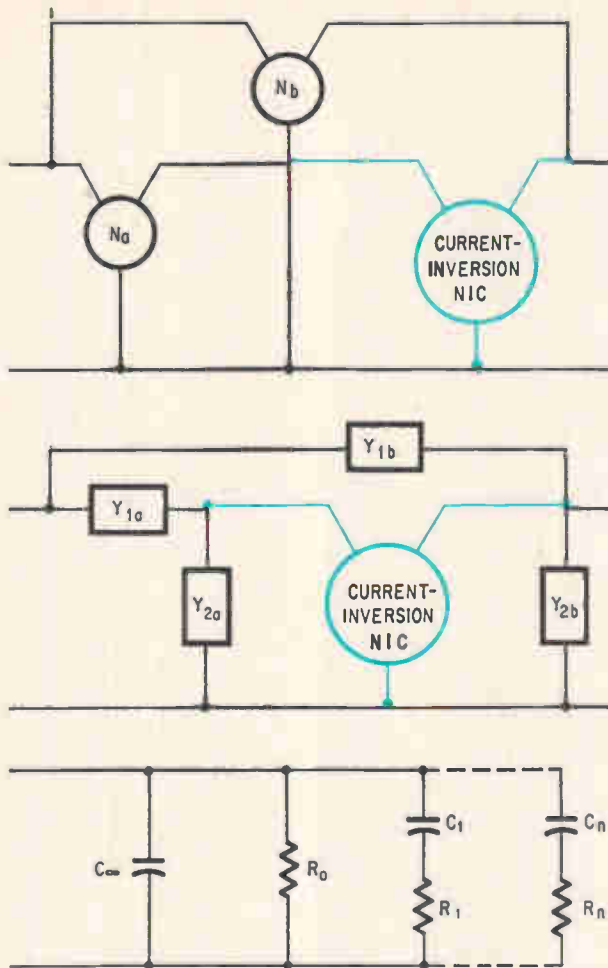 Nb
Na
CURRENT-
INVERSION
NIC
Y1b
Y1a
Y2a
CURRENT-
INVERSION
NIC
Y2b
C∞
R0
C1
R1
Cn
Rn